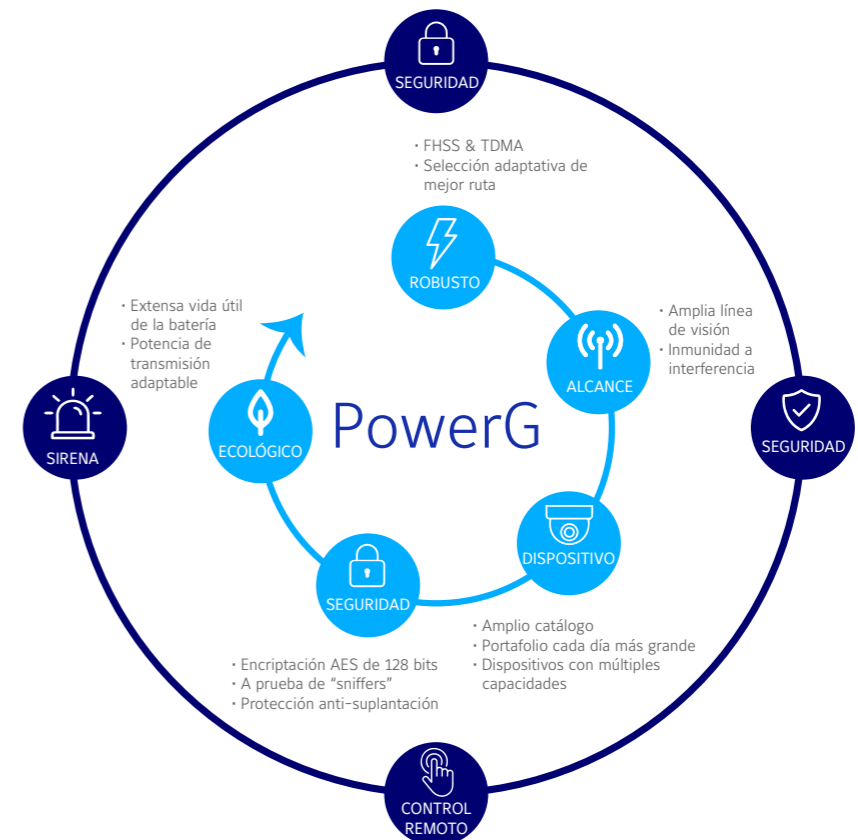 SEGURIDAD
· FHSS & TDMA
· Selección adaptativa de
mejor ruta
ROBUSTO
· Extensa vida útil
de la batería
· Potencia de
transmisión
adaptable
· Amplia línea
de visión
· Inmunidad a
interferencia
ALCANCE
SIRENA
ECOLÓGICO
PowerG
SEGURIDAD
DISPOSITIVO
SEGURIDAD
· Amplio catálogo
· Portafolio cada día más grande
· Dispositivos con múltiples
capacidades
· Encriptación AES de 128 bits
· A prueba de “sniffers”
· Protección anti-suplantación
CONTROL
REMOTO